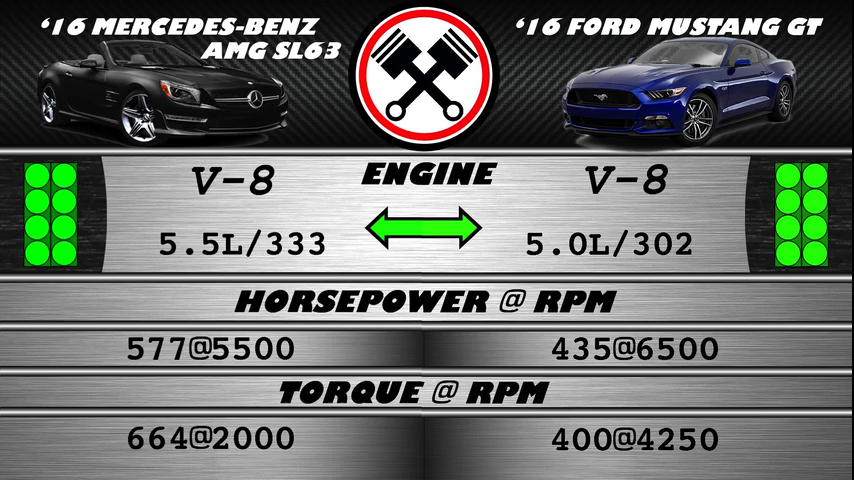 ‘16 MERCEDES-BENZ
AMG SL63
‘16 FORD MUSTANG GT
ENGINE
V-8
V-8
5.5L/333
5.0L/302
HORSEPOWER @ RPM
577@5500
435@6500
TORQUE @ RPM
664@2000
400@4250